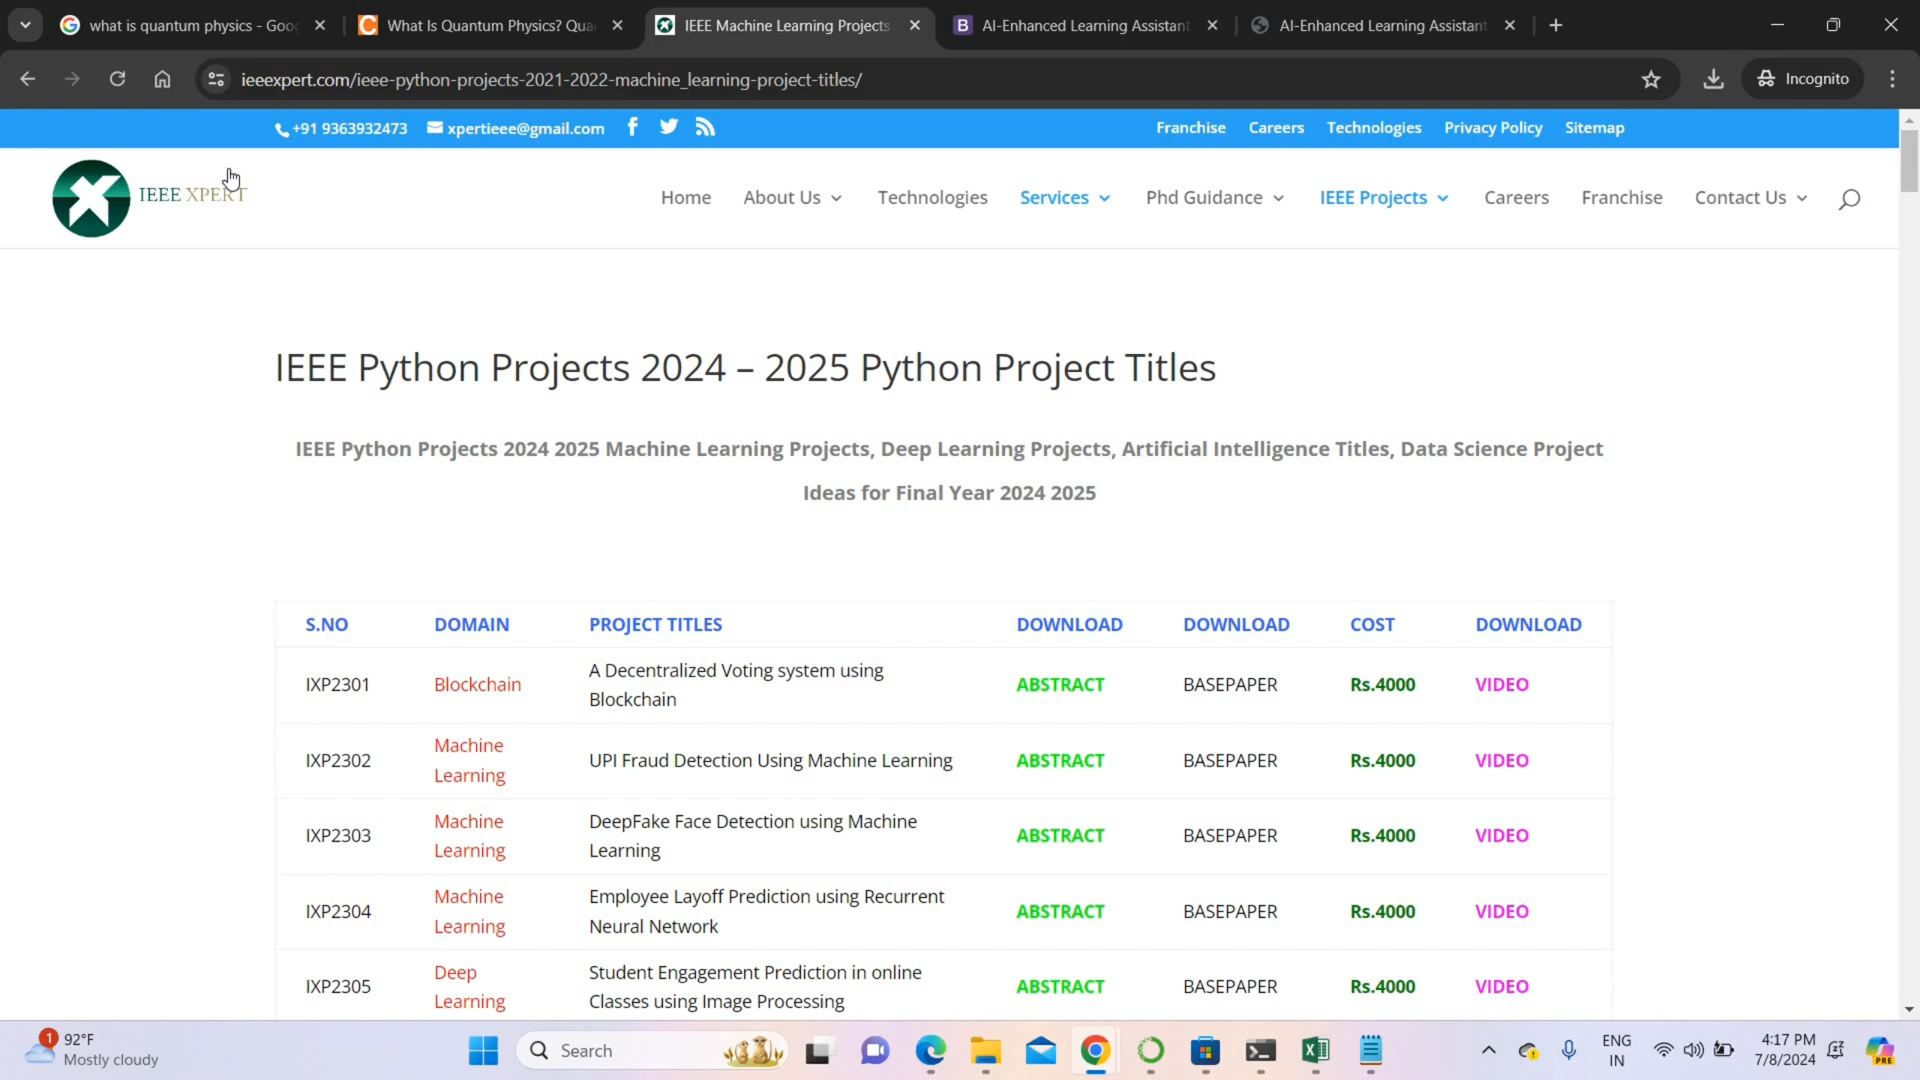 what is quantum physics - Goo
What Is Quantum Physics? Qua
IEEE Machine Learning Projects
AI-Enhanced Learning Assistant
AI-Enhanced Learning Assistant
ieeexpert.com/ieee-python-projects-2021-2022-machine_learning-project-titles/
Incognito
+91 9363932473 xpertieee@gmail.com Franchise Careers Technologies Privacy Policy Sitemap
IEEE XPERT
Home About Us Technologies Services Phd Guidance IEEE Projects Careers Franchise Contact Us
IEEE Python Projects 2024 – 2025 Python Project Titles
IEEE Python Projects 2024 2025 Machine Learning Projects, Deep Learning Projects, Artificial Intelligence Titles, Data Science Project
Ideas for Final Year 2024 2025
S.NO DOMAIN PROJECT TITLES DOWNLOAD DOWNLOAD COST DOWNLOAD
IXP2301 Blockchain A Decentralized Voting system using
Blockchain ABSTRACT BASEPAPER Rs.4000 VIDEO
IXP2302 Machine
Learning UPI Fraud Detection Using Machine Learning ABSTRACT BASEPAPER Rs.4000 VIDEO
IXP2303 Machine
Learning DeepFake Face Detection using Machine
Learning ABSTRACT BASEPAPER Rs.4000 VIDEO
IXP2304 Machine
Learning Employee Layoff Prediction using Recurrent
Neural Network ABSTRACT BASEPAPER Rs.4000 VIDEO
IXP2305 Deep
Learning Student Engagement Prediction in online
Classes using Image Processing ABSTRACT BASEPAPER Rs.4000 VIDEO
1
92°F
Mostly cloudy
Search
ENG
IN
4:17 PM
7/8/2024
PRE